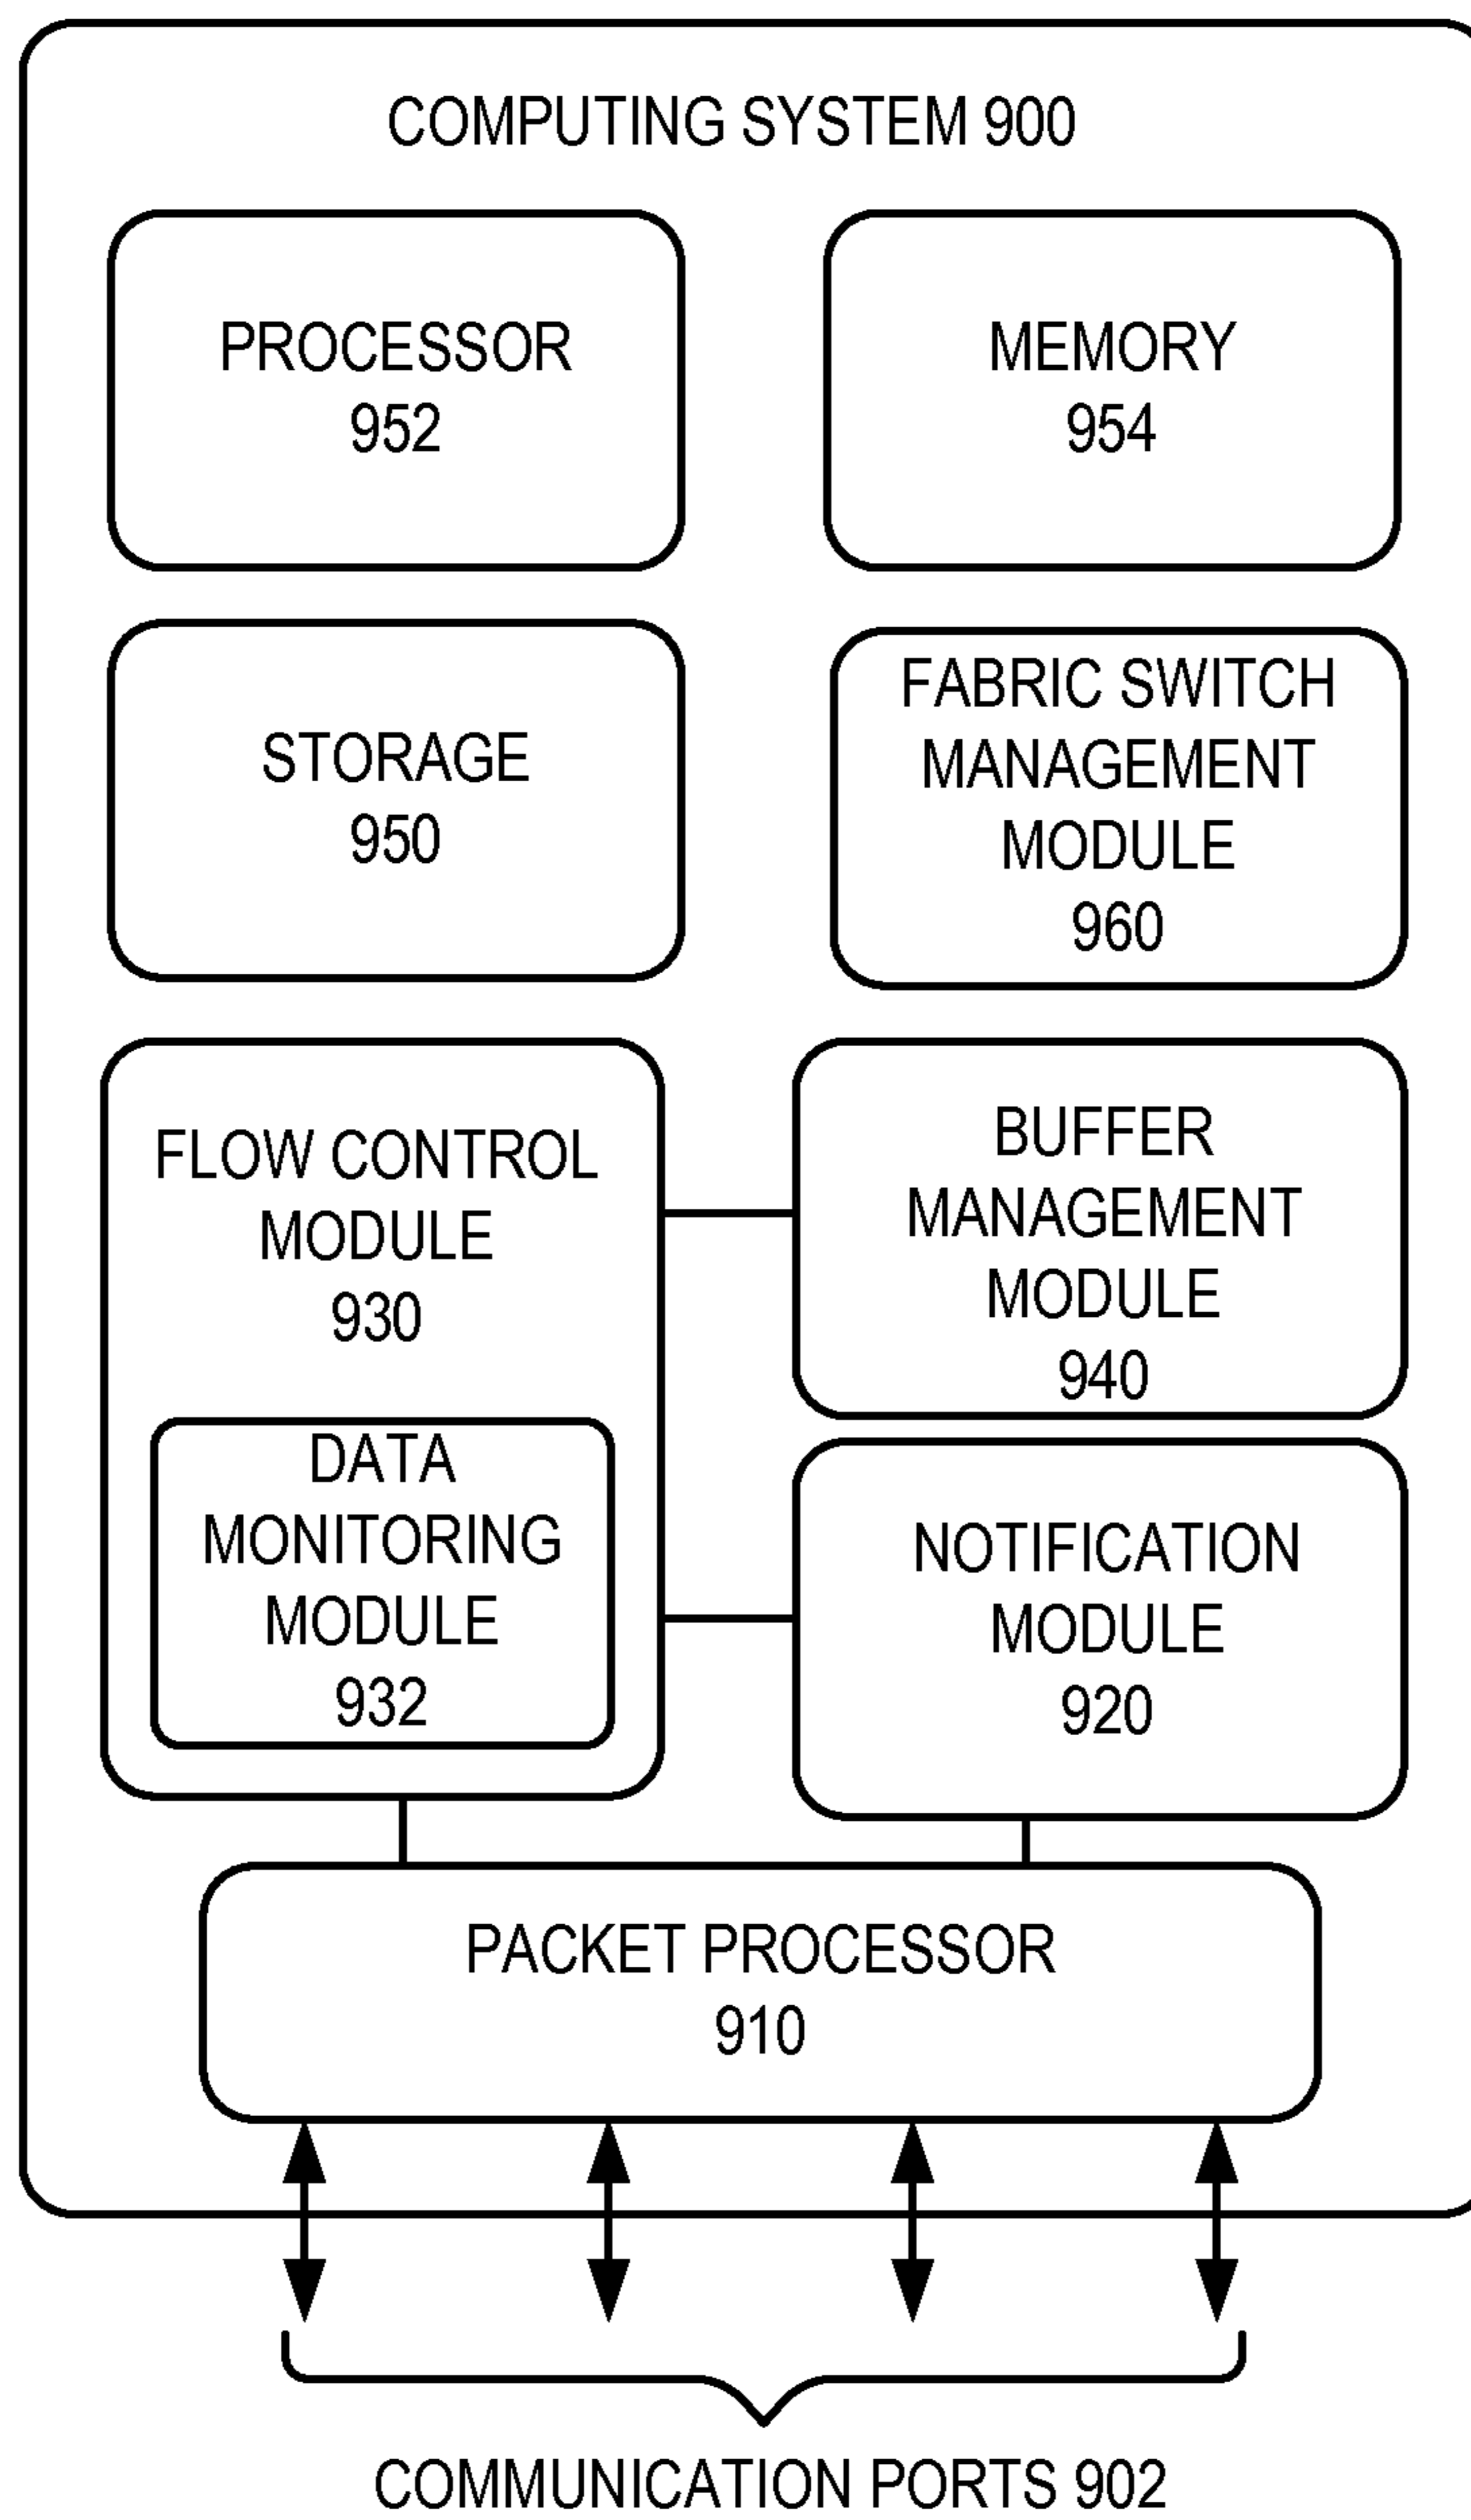 COMPUTING SYSTEM 900
PROCESSOR
952
MEMORY
954
STORAGE
950
FABRIC SWITCH
MANAGEMENT
MODULE
960
FLOW CONTROL
MODULE
930
DATA
MONITORING
MODULE
932
BUFFER
MANAGEMENT
MODULE
940
NOTIFICATION
MODULE
920
PACKET PROCESSOR
910
COMMUNICATION PORTS 902